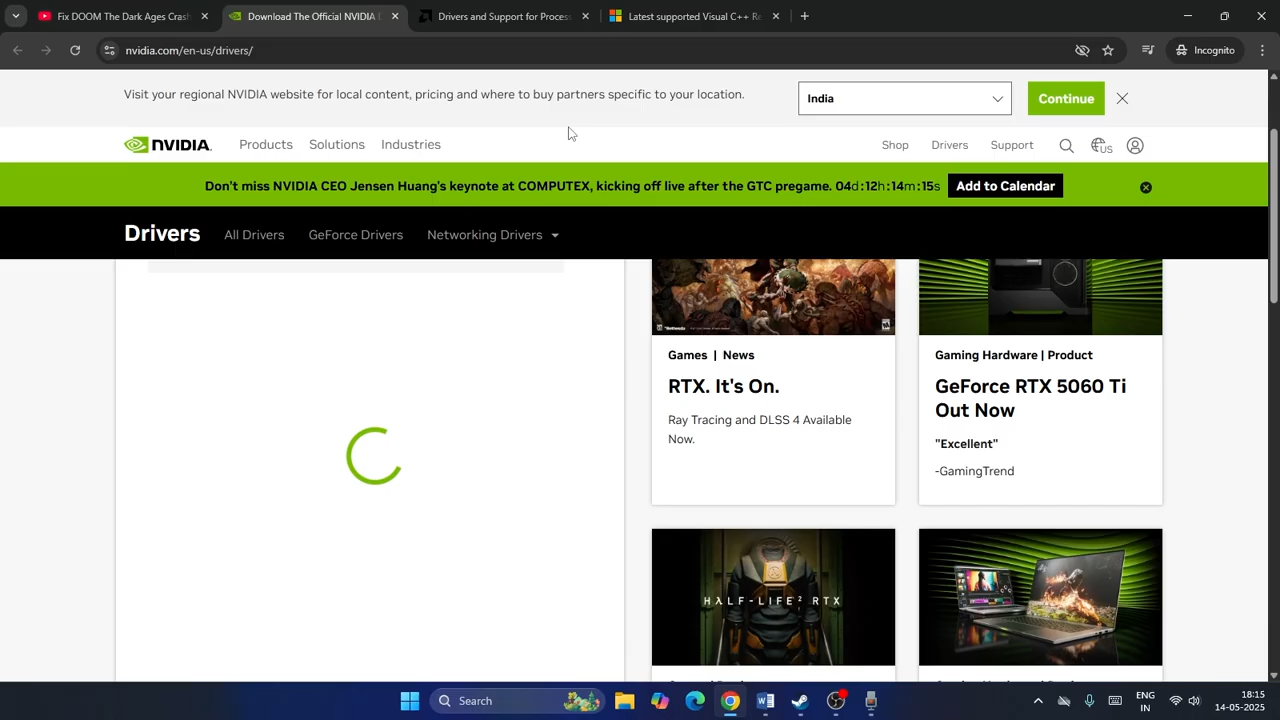 Fix DOOM The Dark Ages Crash
Download The Official NVIDIA D
Drivers and Support for Process
Latest supported Visual C++ Re
nvidia.com/en-us/drivers/
Incognito
Visit your regional NVIDIA website for local content, pricing and where to buy partners specific to your location.
India
Continue
NVIDIA.
Products
Solutions
Industries
Shop
Drivers
Support
US
Don't miss NVIDIA CEO Jensen Huang's keynote at COMPUTEX, kicking off live after the GTC pregame. 04d:12h:14m:15s
Add to Calendar
Drivers
All Drivers
GeForce Drivers
Networking Drivers
Games | News
RTX. It's On.
Ray Tracing and DLSS 4 Available
Now.
Gaming Hardware | Product
GeForce RTX 5060 Ti
Out Now
"Excellent"
-GamingTrend
HλLF-LIFE² RTX
Search
ENG
IN
18:15
14-05-2025